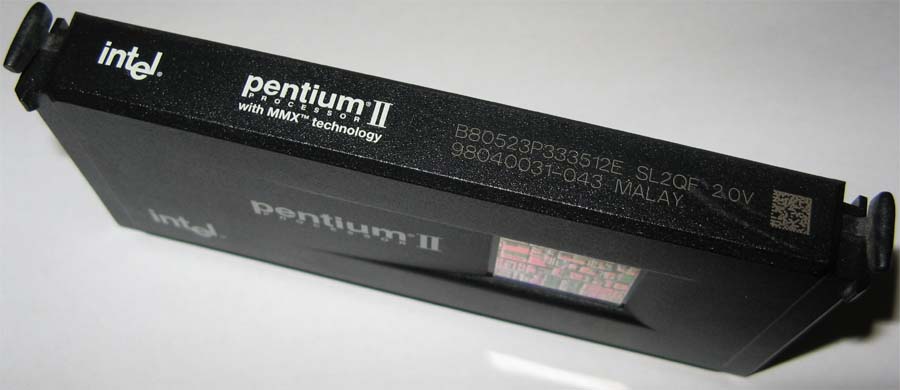 intel®
pentium® II
PROCESSOR
with MMX™ technology
B80523P333512E SL2QF 2.0V
98040031-043 MALAY
intel®
pentium® II
PROCESSOR